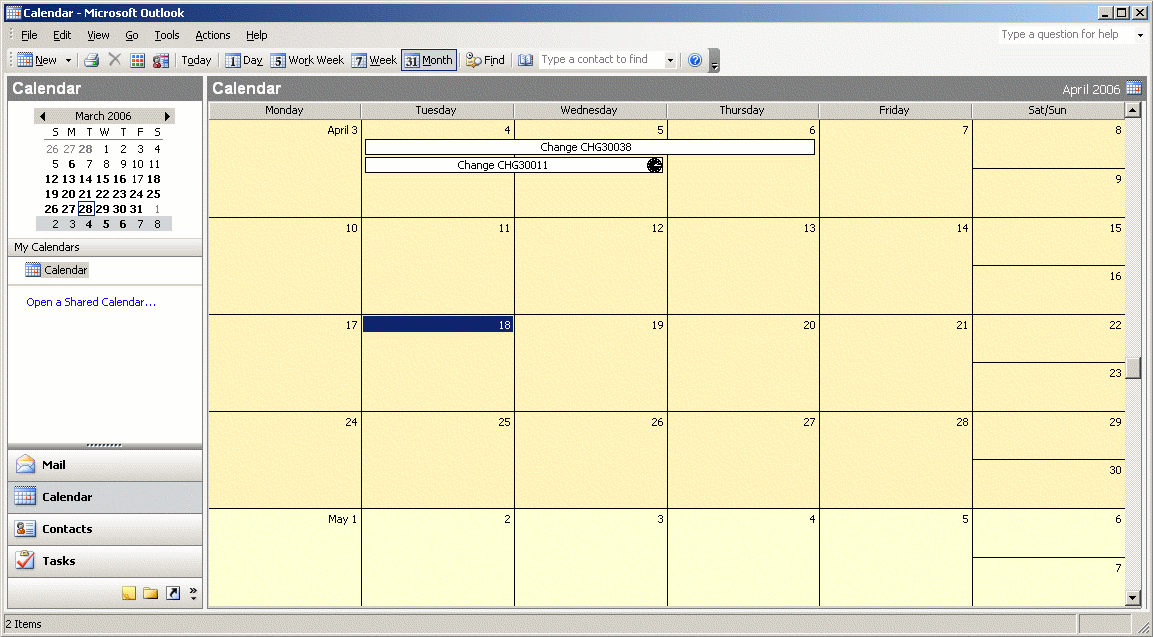 Calendar - Microsoft Outlook
File Edit View Go Tools Actions Help Type a question for help
New Today 1 Day 5 Work Week 7 Week 31 Month Find Type a contact to find
Calendar
March 2006
S M T W T F S
26 27 28 1 2 3 4
5 6 7 8 9 10 11
12 13 14 15 16 17 18
19 20 21 22 23 24 25
26 27 28 29 30 31 1
2 3 4 5 6 7 8
My Calendars
Calendar
Open a Shared Calendar...
Mail
Calendar
Contacts
Tasks
Calendar April 2006
Monday Tuesday Wednesday Thursday Friday Sat/Sun
April 3 4 5 6 7 8
Change CHG30038
Change CHG30011
9
10 11 12 13 14 15
16
17 18 19 20 21 22
23
24 25 26 27 28 29
30
May 1 2 3 4 5 6
7
2 Items